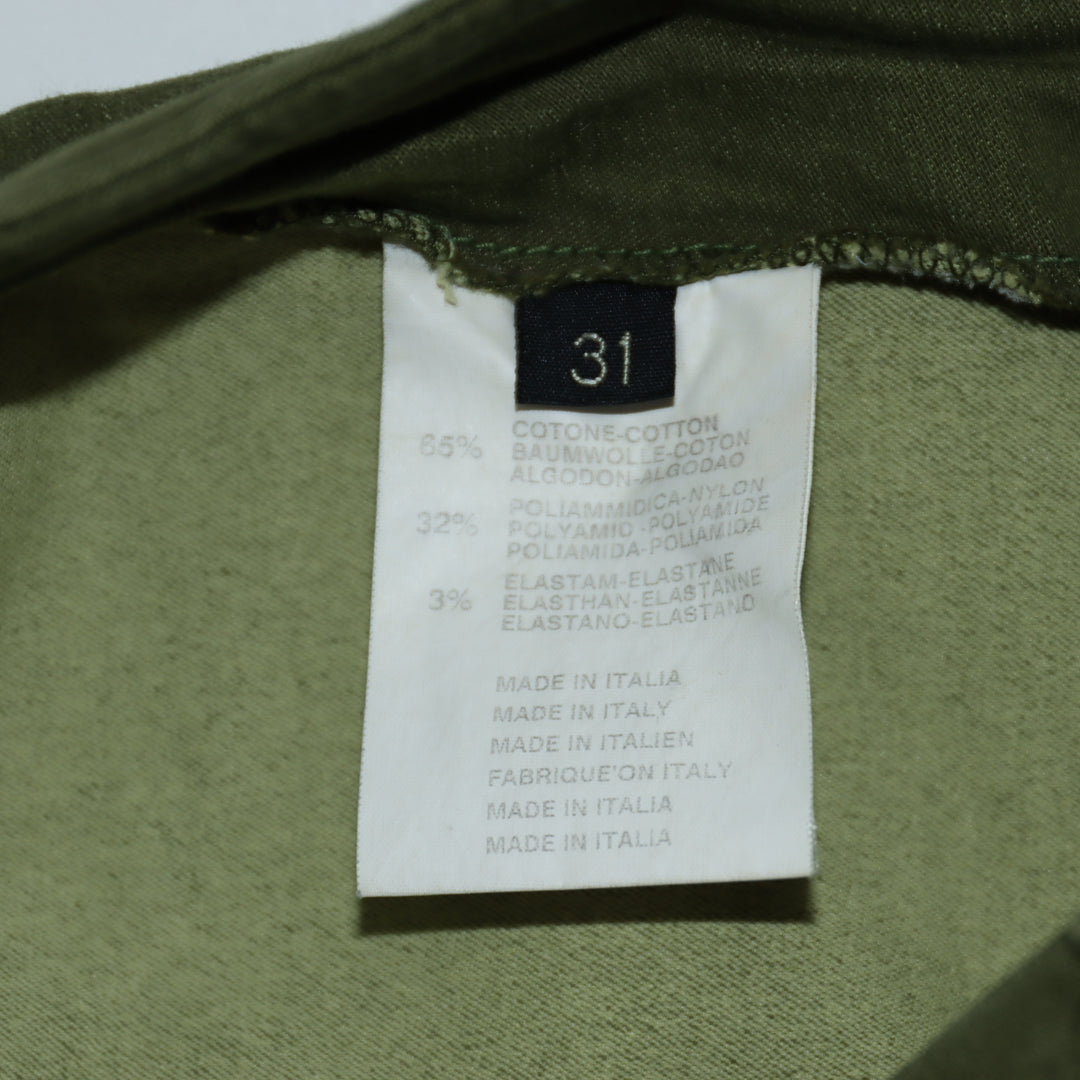 31
65% COTONE-COTTON
BAUMWOLLE-COTON
ALGODON-ALGODAO
32% POLIAMMIDICA-NYLON
POLYAMID-POLYAMIDE
POLIAMIDA-POLIAMIDA
3% ELASTAM-ELASTANE
ELASTHAN-ELASTANNE
ELASTANO-ELASTANO
MADE IN ITALIA
MADE IN ITALY
MADE IN ITALIEN
FABRIQUE'ON ITALY
MADE IN ITALIA
MADE IN ITALIA